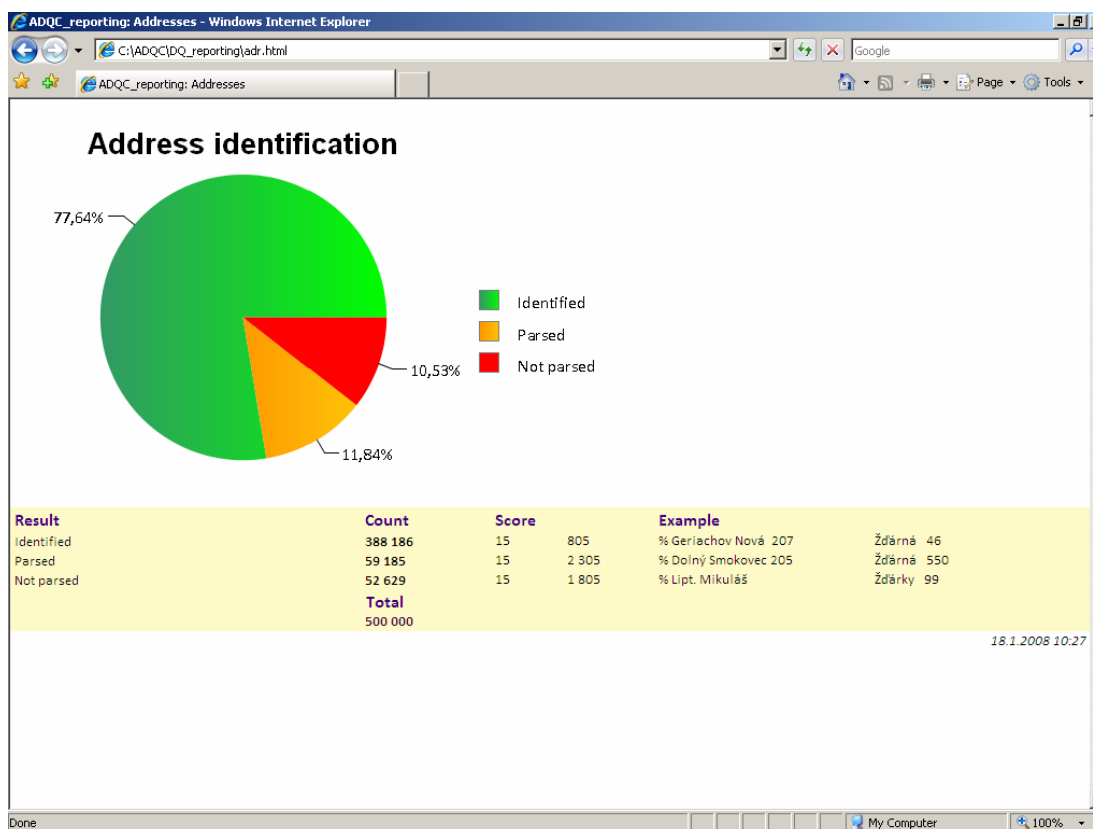 ADQC_reporting: Addresses - Windows Internet Explorer
C:\ADQC\DQ_reporting\adr.html
Google
ADQC_reporting: Addresses
Page
Tools
Address identification
77,64%
Identified
Parsed
Not parsed
10,53%
11,84%
Result Count Score Example
Identified 388 186 15 805 % Geriachov Nová 207 Žďárná 46
Parsed 59 185 15 2 305 % Dolný Smokovec 205 Žďárná 550
Not parsed 52 629 15 1 805 % Lipt. Mikuláš Žďárky 99
Total
500 000
18.1.2008 10:27
Done My Computer 100%